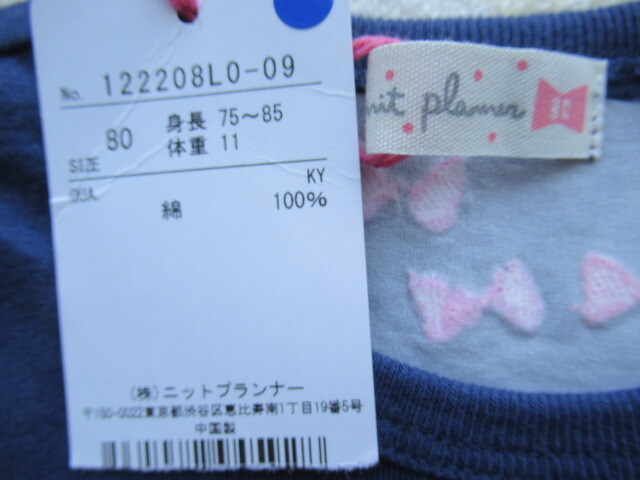 No. 122208L0-09
SIZE 80 身長 75~85
体重 11
KY
綿 100%
(株)ニットプランナー
〒150-0022東京都渋谷区恵比寿南1丁目19番5号
中国製
nit planner 80